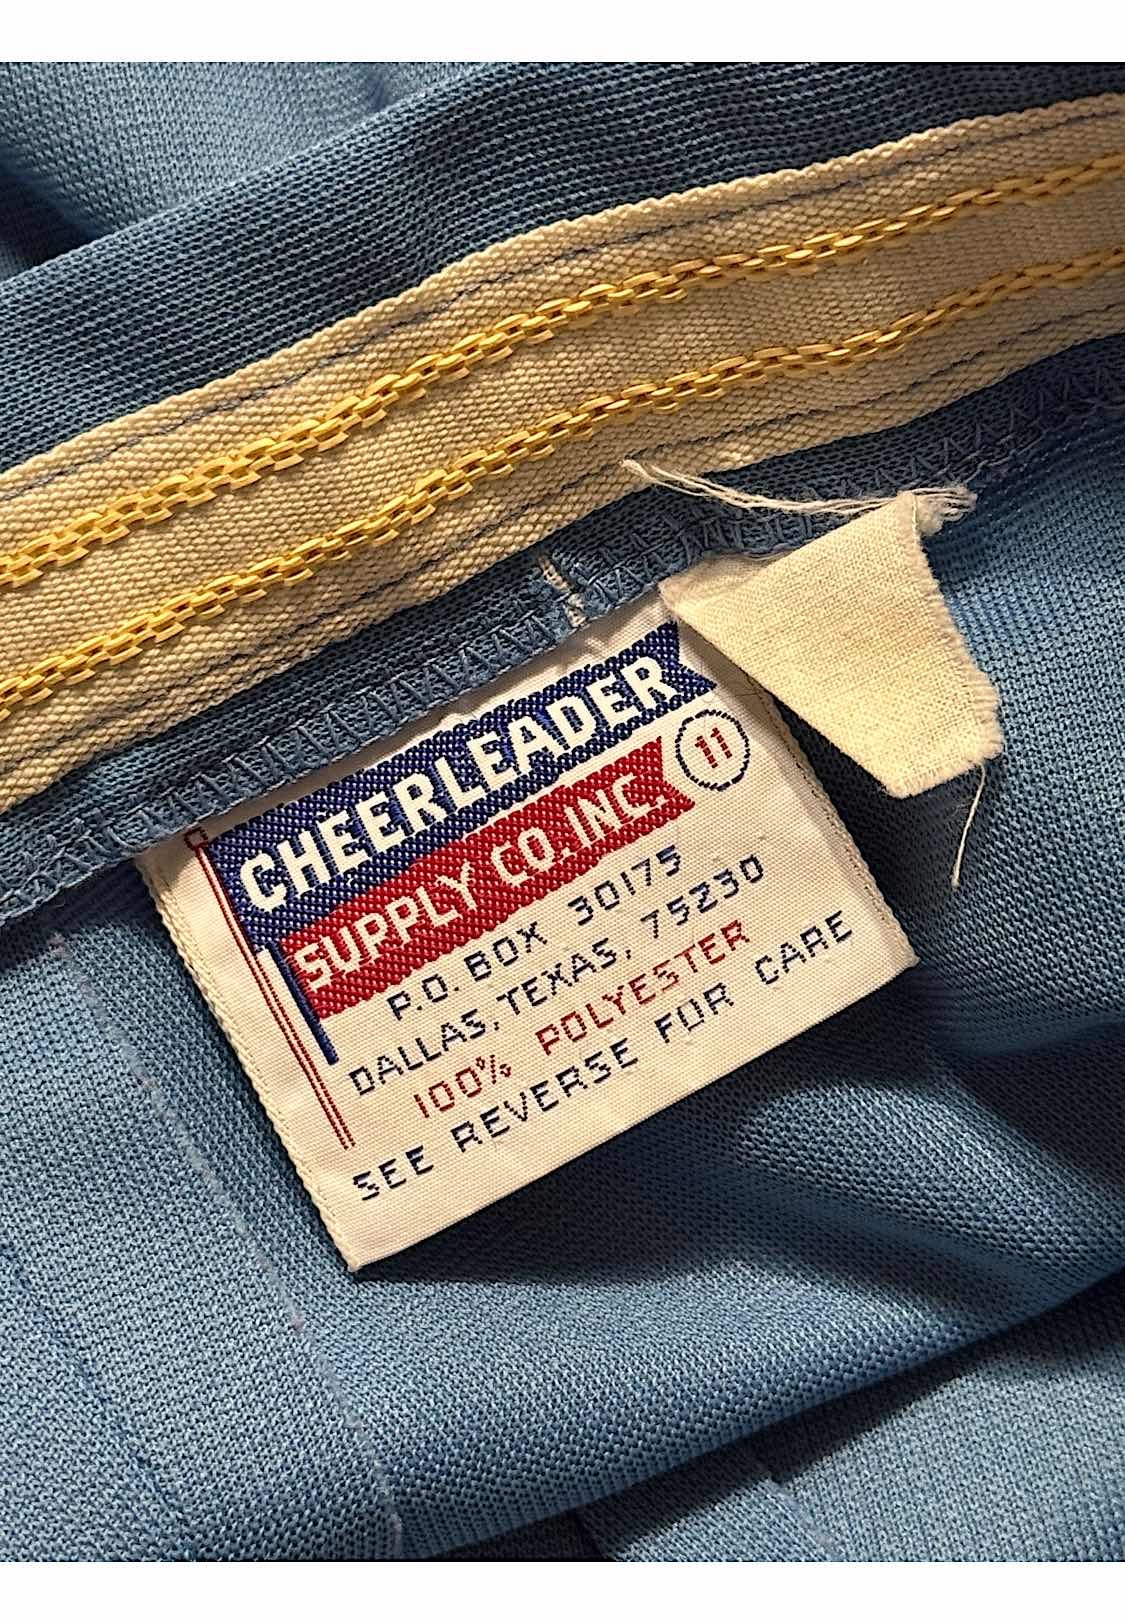 CHEERLEADER
SUPPLY CO. INC. 11
P.O. BOX 30175
DALLAS, TEXAS, 75230
100% POLYESTER
SEE REVERSE FOR CARE